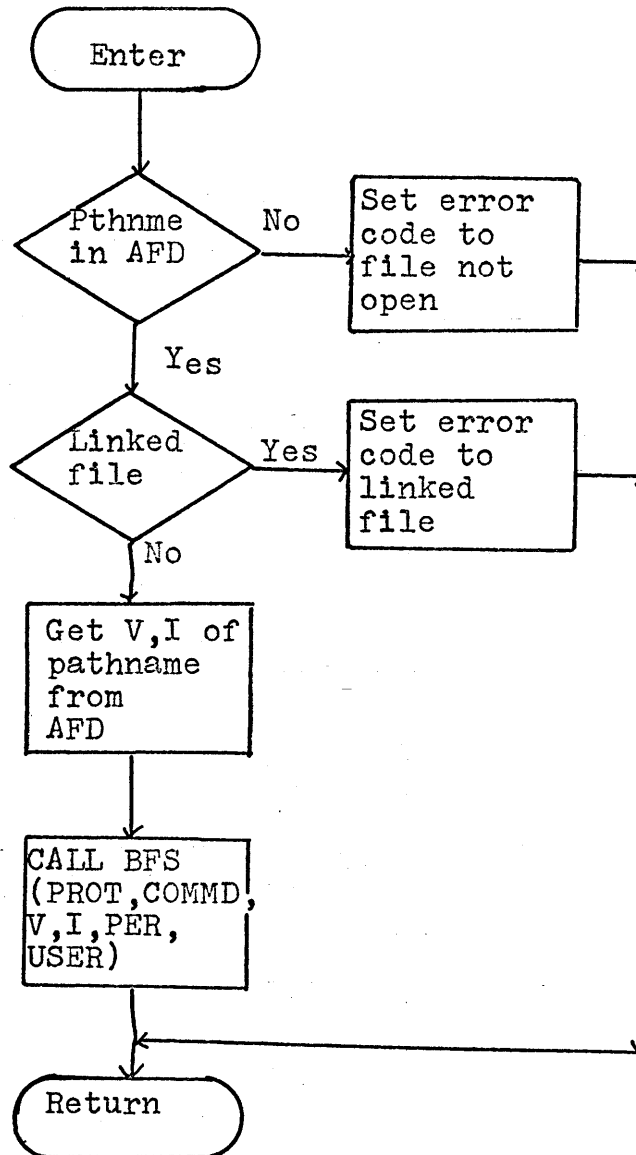 Enter
Pthnme
in AFD
No
Set error
code to
file not
open
Yes
Linked
file
Yes
Set error
code to
linked
file
No
Get V,I of
pathname
from
AFD
CALL BFS
(PROT,COMMD,
V,I,PER,
USER)
Return